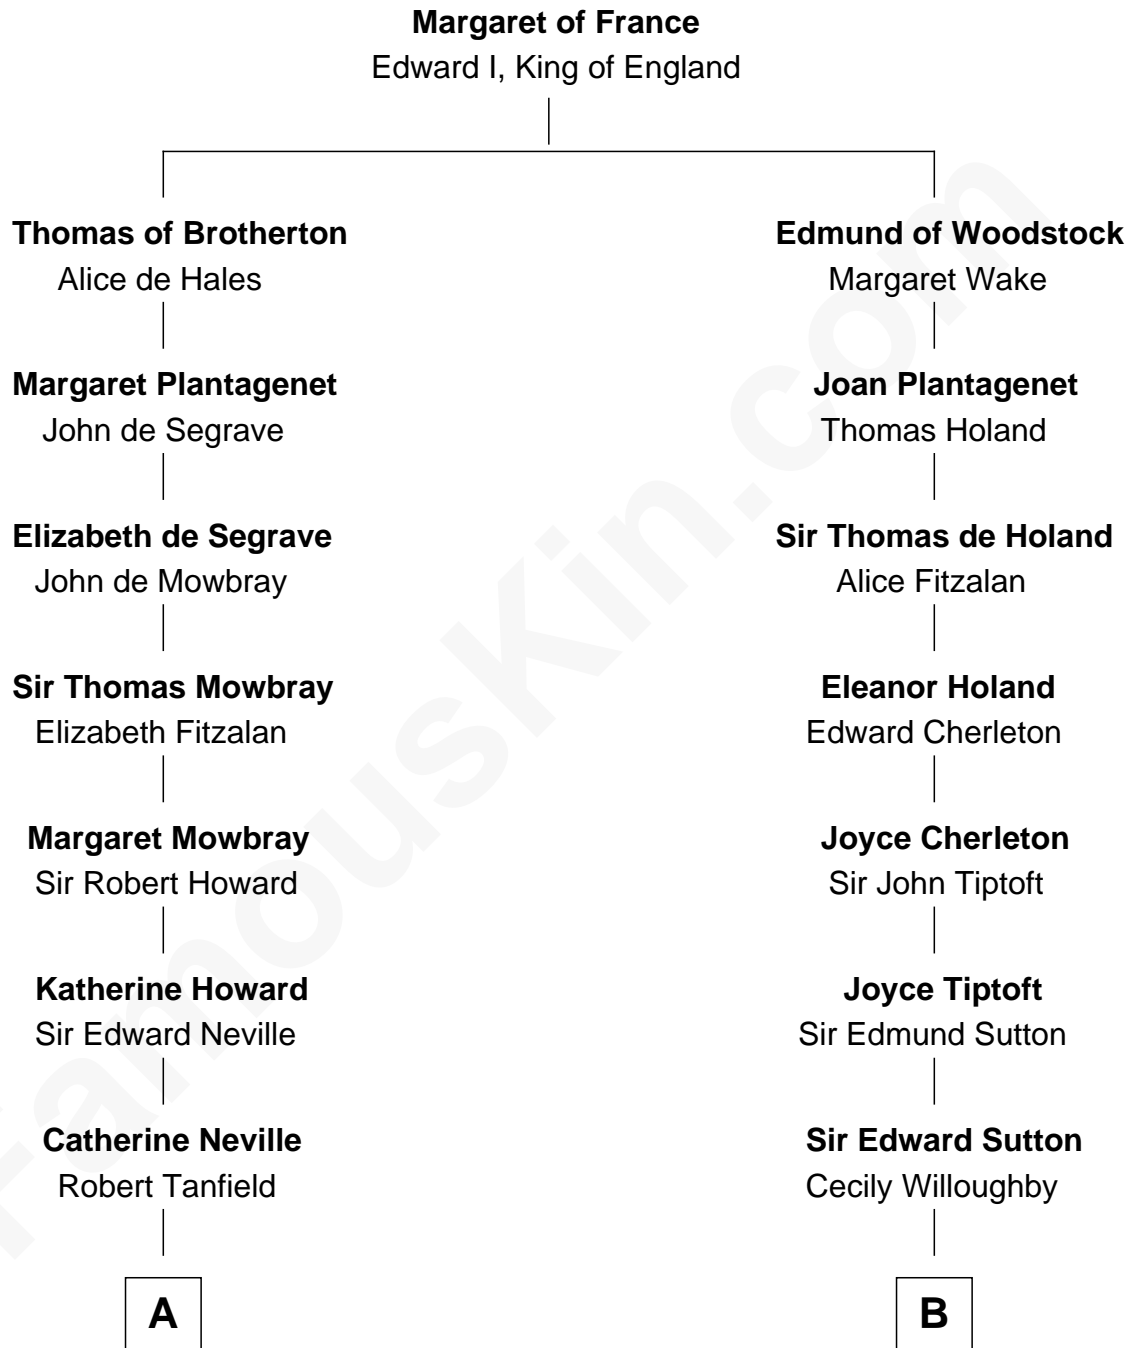 Margaret of France
Edward I, King of England
Thomas of Brotherton
Alice de Hales
Edmund of Woodstock
Margaret Wake
Margaret Plantagenet
John de Segrave
Joan Plantagenet
Thomas Holand
Elizabeth de Segrave
John de Mowbray
Sir Thomas de Holand
Alice Fitzalan
Sir Thomas Mowbray
Elizabeth Fitzalan
Eleanor Holand
Edward Cherleton
Margaret Mowbray
Sir Robert Howard
Joyce Cherleton
Sir John Tiptoft
Katherine Howard
Sir Edward Neville
Joyce Tiptoft
Sir Edmund Sutton
Catherine Neville
Robert Tanfield
Sir Edward Sutton
Cecily Willoughby
A
B
FamousKin.com